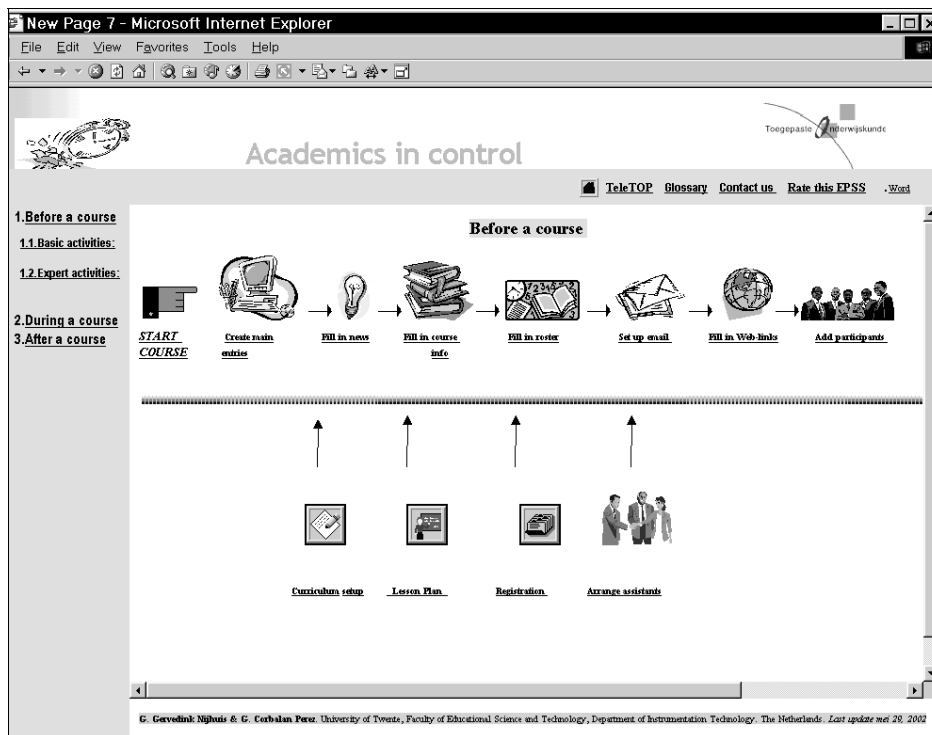 New Page 7 - Microsoft Internet Explorer
File Edit View Favorites Tools Help
Toegepaste Onderwijskunde
Academics in control
TeleTOP Glossary Contact us Rate this EPSS .Word
1.Before a course
1.1.Basic activities:
1.2.Expert activities:
2.During a course
3.After a course
Before a course
START COURSE
Create main entries
Fill in news
Fill in course info
Fill in roster
Set up email
Fill in Web-links
Add participants
Curriculum setup
Lesson Plan
Registration
Arrange assistants
G. Gervedink Nijhuis & G. Corbalan Perez. University of Twente, Faculty of Educational Science and Technology, Department of Instrumentation Technology. The Netherlands. Last update mei 29, 2002